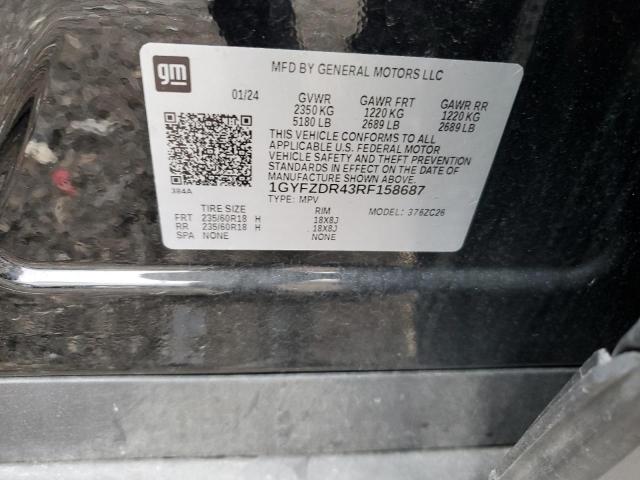 gm
MFD BY GENERAL MOTORS LLC
01/24 GVWR GAWR FRT GAWR RR
2350 KG 1220 KG 1220 KG
5180 LB 2689 LB 2689 LB
THIS VEHICLE CONFORMS TO ALL
APPLICABLE U.S. FEDERAL MOTOR
VEHICLE SAFETY AND THEFT PREVENTION
STANDARDS IN EFFECT ON THE DATE OF
MANUFACTURE SHOWN ABOVE.
1GYFZDR43RF158687
384A
TYPE: MPV MODEL: 376ZC26
TIRE SIZE RIM
FRT 235/60R18 H 18X8J
RR 235/60R18 H 18X8J
SPA NONE NONE